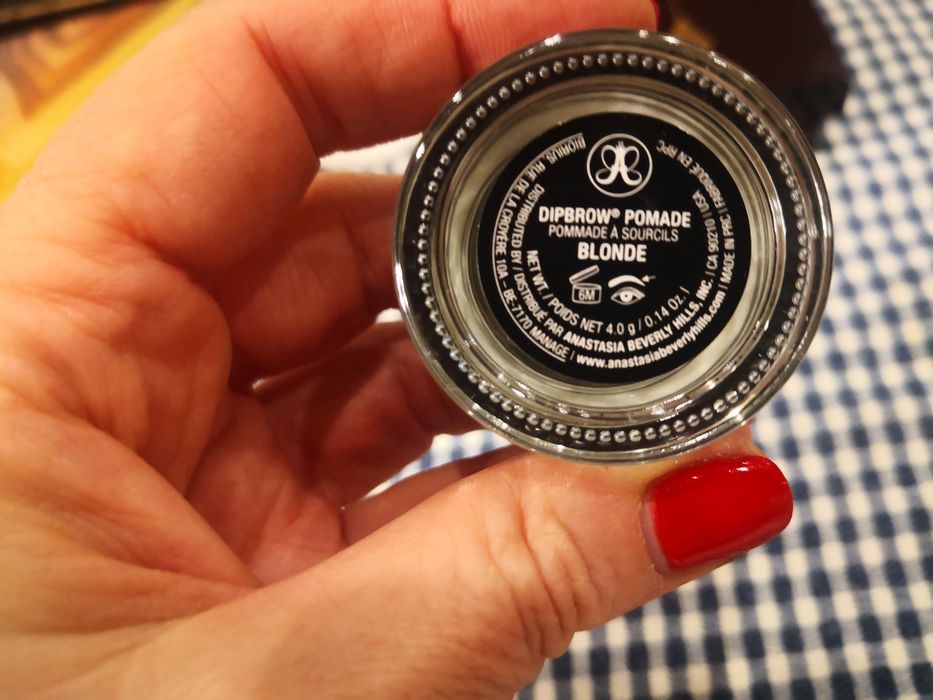 DIPBROW® POMADE
POMMADE À SOURCILS
BLONDE
6M
NET WT. / POIDS NET 4.0 g / 0.14 Oz. |
DISTRIBUTED BY / DISTRIBUÉ PAR ANASTASIA BEVERLY HILLS, INC. | CA 90210 | USA
BIORIUS, RUE DE LA CROYERE 10A - BE-7170 MANAGE | www.anastasiabeverlyhills.com | MADE IN PRC | FABRIQUÉ EN RPC